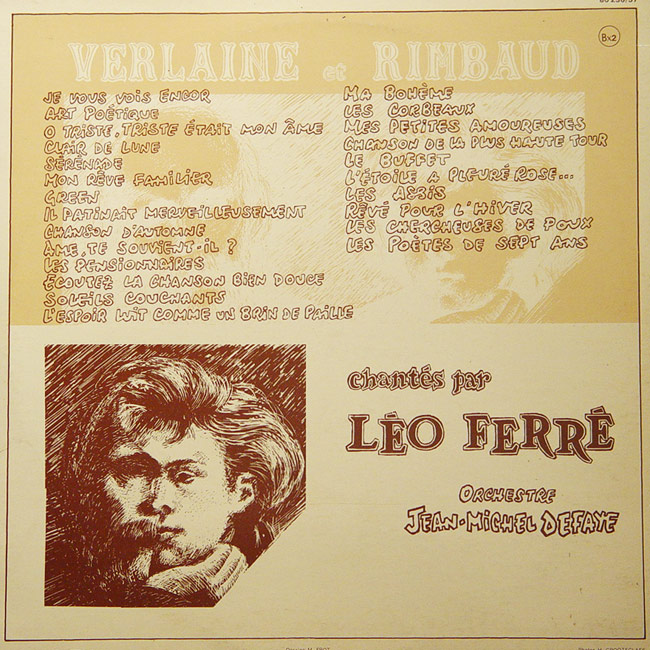 Bx2
VERLAINE et RIMBAUD
JE VOUS VOIS ENCOR
ART POÉTIQUE
O TRISTE, TRISTE ÉTAIT MON ÂME
CLAIR DE LUNE
SÉRÉNADE
MON RÊVE FAMILIER
GREEN
IL PATINAIT MERVEILLEUSEMENT
CHANSON D'AUTOMNE
ÂME, TE SOUVIENT-IL ?
LES PENSIONNAIRES
ECOUTEZ LA CHANSON BIEN DOUCE
SOLEILS COUCHANTS
L'ESPOIR LUIT COMME UN BRIN DE PAILLE
MA BOHÈME
LES CORBEAUX
MES PETITES AMOUREUSES
CHANSON DE LA PLUS HAUTE TOUR
LE BUFFET
L'ÉTOILE A PLEURÉ ROSE...
LES ASSIS
RÊVÉ POUR L'HIVER
LES CHERCHEUSES DE POUX
LES POÈTES DE SEPT ANS
chantés par
LÉO FERRÉ
ORCHESTRE
JEAN-MICHEL DEFAYE